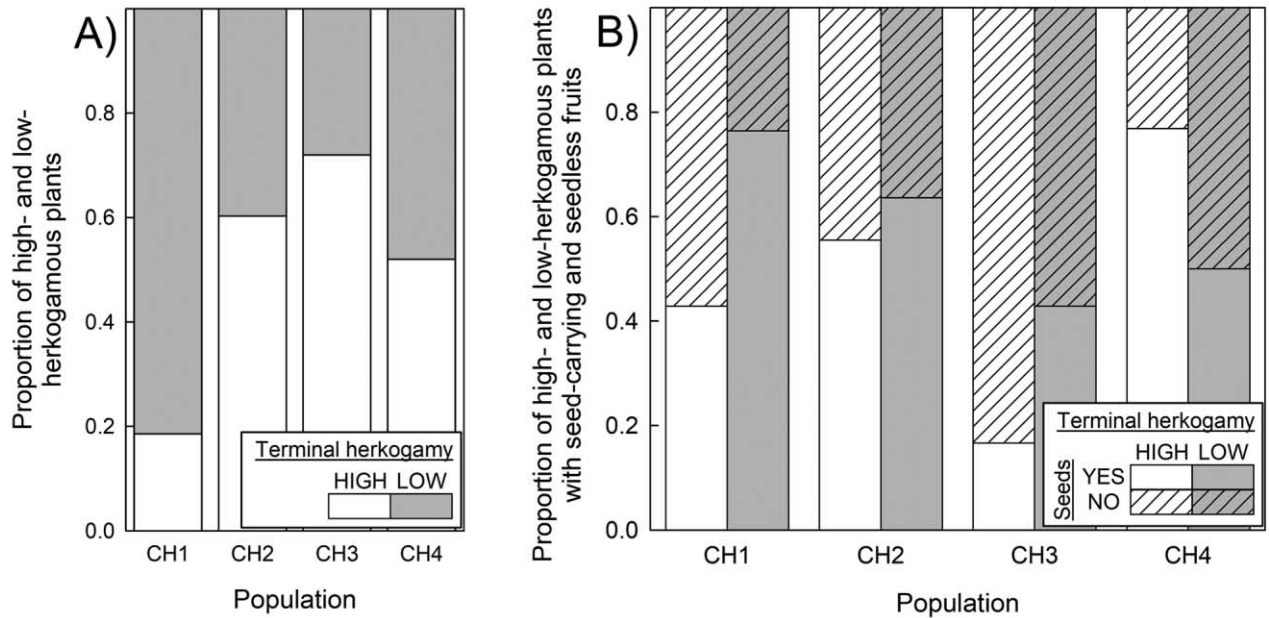 A)
Proportion of high- and low-
herkogamous plants
0.8
0.6
0.4
0.2
0.0
Terminal herkogamy
HIGH LOW
CH1 CH2 CH3 CH4
Population
B)
Proportion of high- and low-herkogamous plants
with seed-carrying and seedless fruits
0.8
0.6
0.4
0.2
0.0
Terminal herkogamy
HIGH LOW
Seeds
YES
NO
CH1 CH2 CH3 CH4
Population